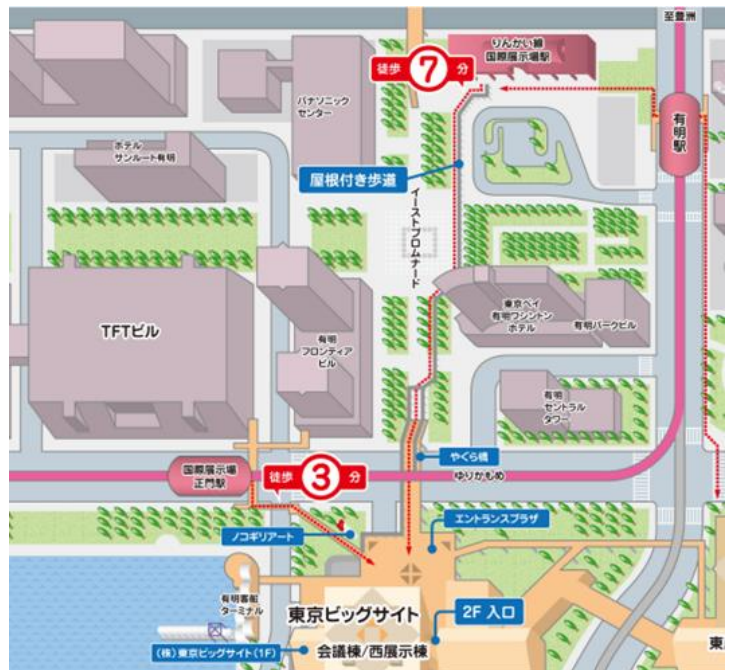 至豊洲
りんかい線
国際展示場駅
徒歩 7 分
パナソニック
センター
有明駅
ホテル
サンルート有明
屋根付き歩道
イーストプロムナード
東京ベイ
有明ワシントン
ホテル
有明パークビル
TFTビル
有明
フロンティア
ビル
有明
セントラル
タワー
やぐら橋
国際展示場
正門駅
徒歩 3 分
ゆりかもめ
ノコギリアート
エントランスプラザ
有明客船
ターミナル
東京ビッグサイト
2F 入口
(株)東京ビッグサイト(1F)
会議棟/西展示棟
東